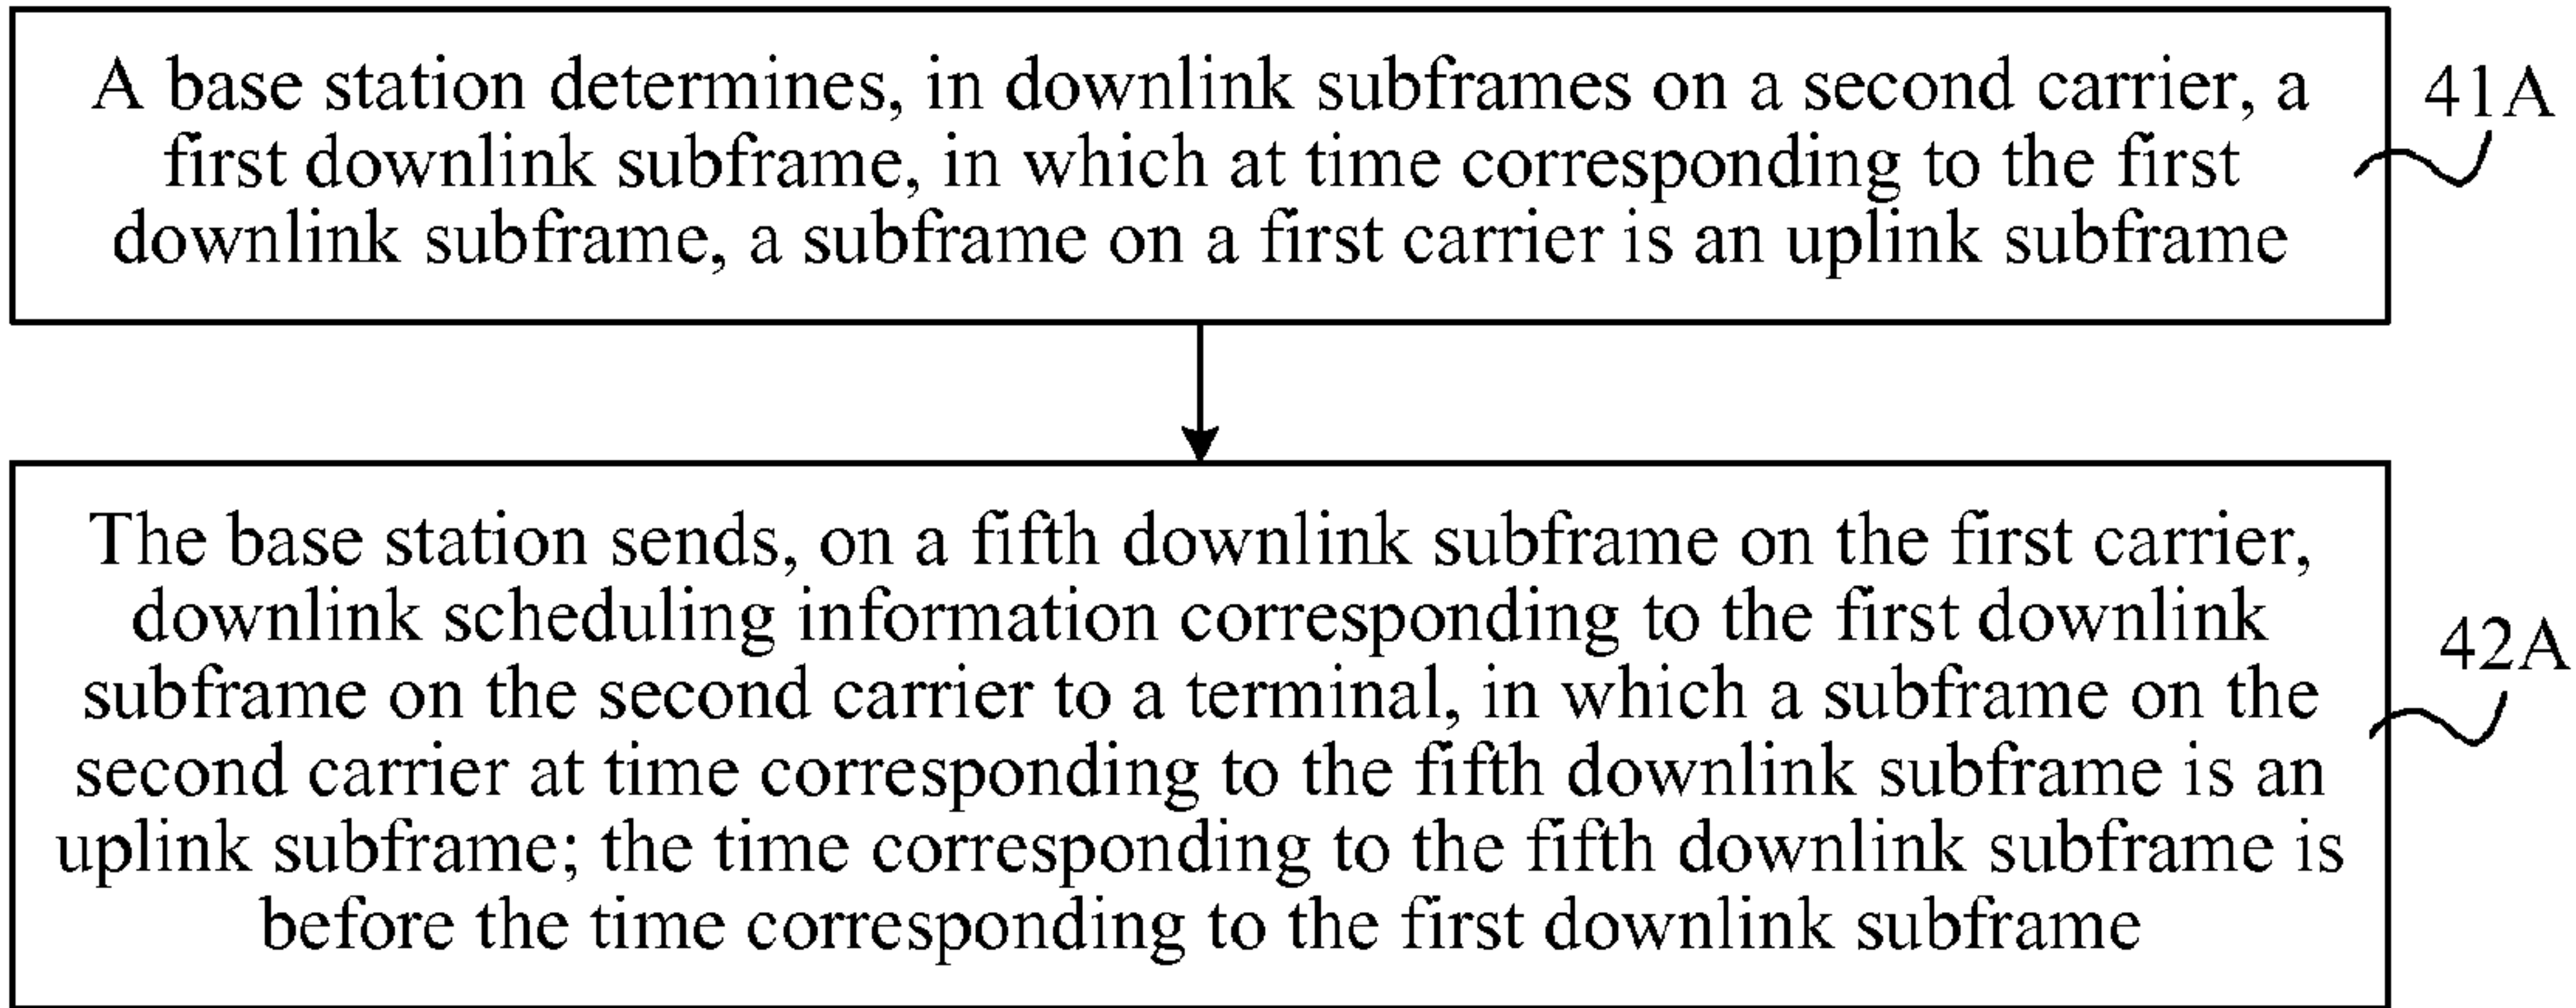 A base station determines, in downlink subframes on a second carrier, a
first downlink subframe, in which at time corresponding to the first
downlink subframe, a subframe on a first carrier is an uplink subframe
41A
The base station sends, on a fifth downlink subframe on the first carrier,
downlink scheduling information corresponding to the first downlink
subframe on the second carrier to a terminal, in which a subframe on the
second carrier at time corresponding to the fifth downlink subframe is an
uplink subframe; the time corresponding to the fifth downlink subframe is
before the time corresponding to the first downlink subframe
42A